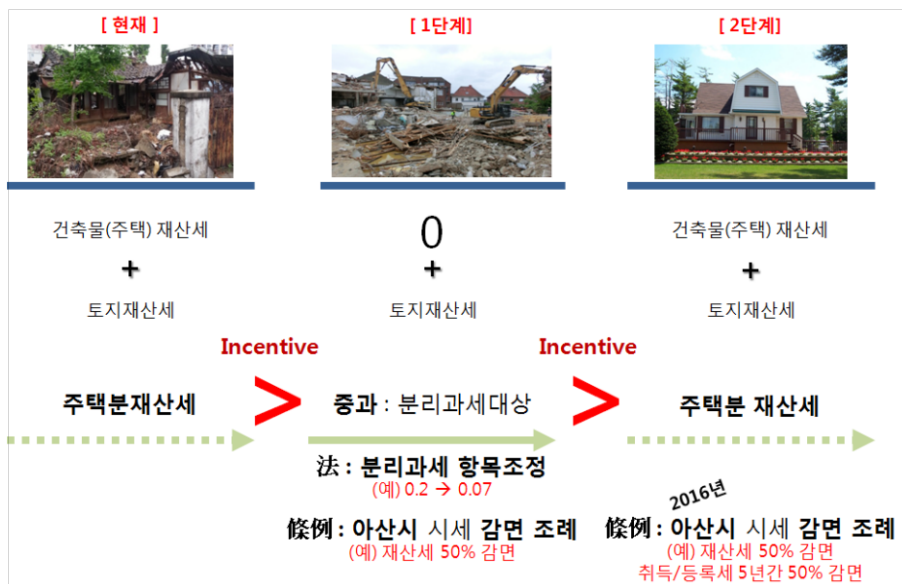 [ 현재 ]
[ 1단계]
[ 2단계]
건축물(주택) 재산세
0
건축물(주택) 재산세
+
+
+
토지재산세
토지재산세
토지재산세
Incentive
Incentive
주택분재산세
>
중과 : 분리과세대상
>
주택분 재산세
法 : 분리과세 항목조정
(예) 0.2 → 0.07
2016년
條例 : 아산시 시세 감면 조례
(예) 재산세 50% 감면
條例 : 아산시 시세 감면 조례
(예) 재산세 50% 감면
취득/등록세 5년간 50% 감면